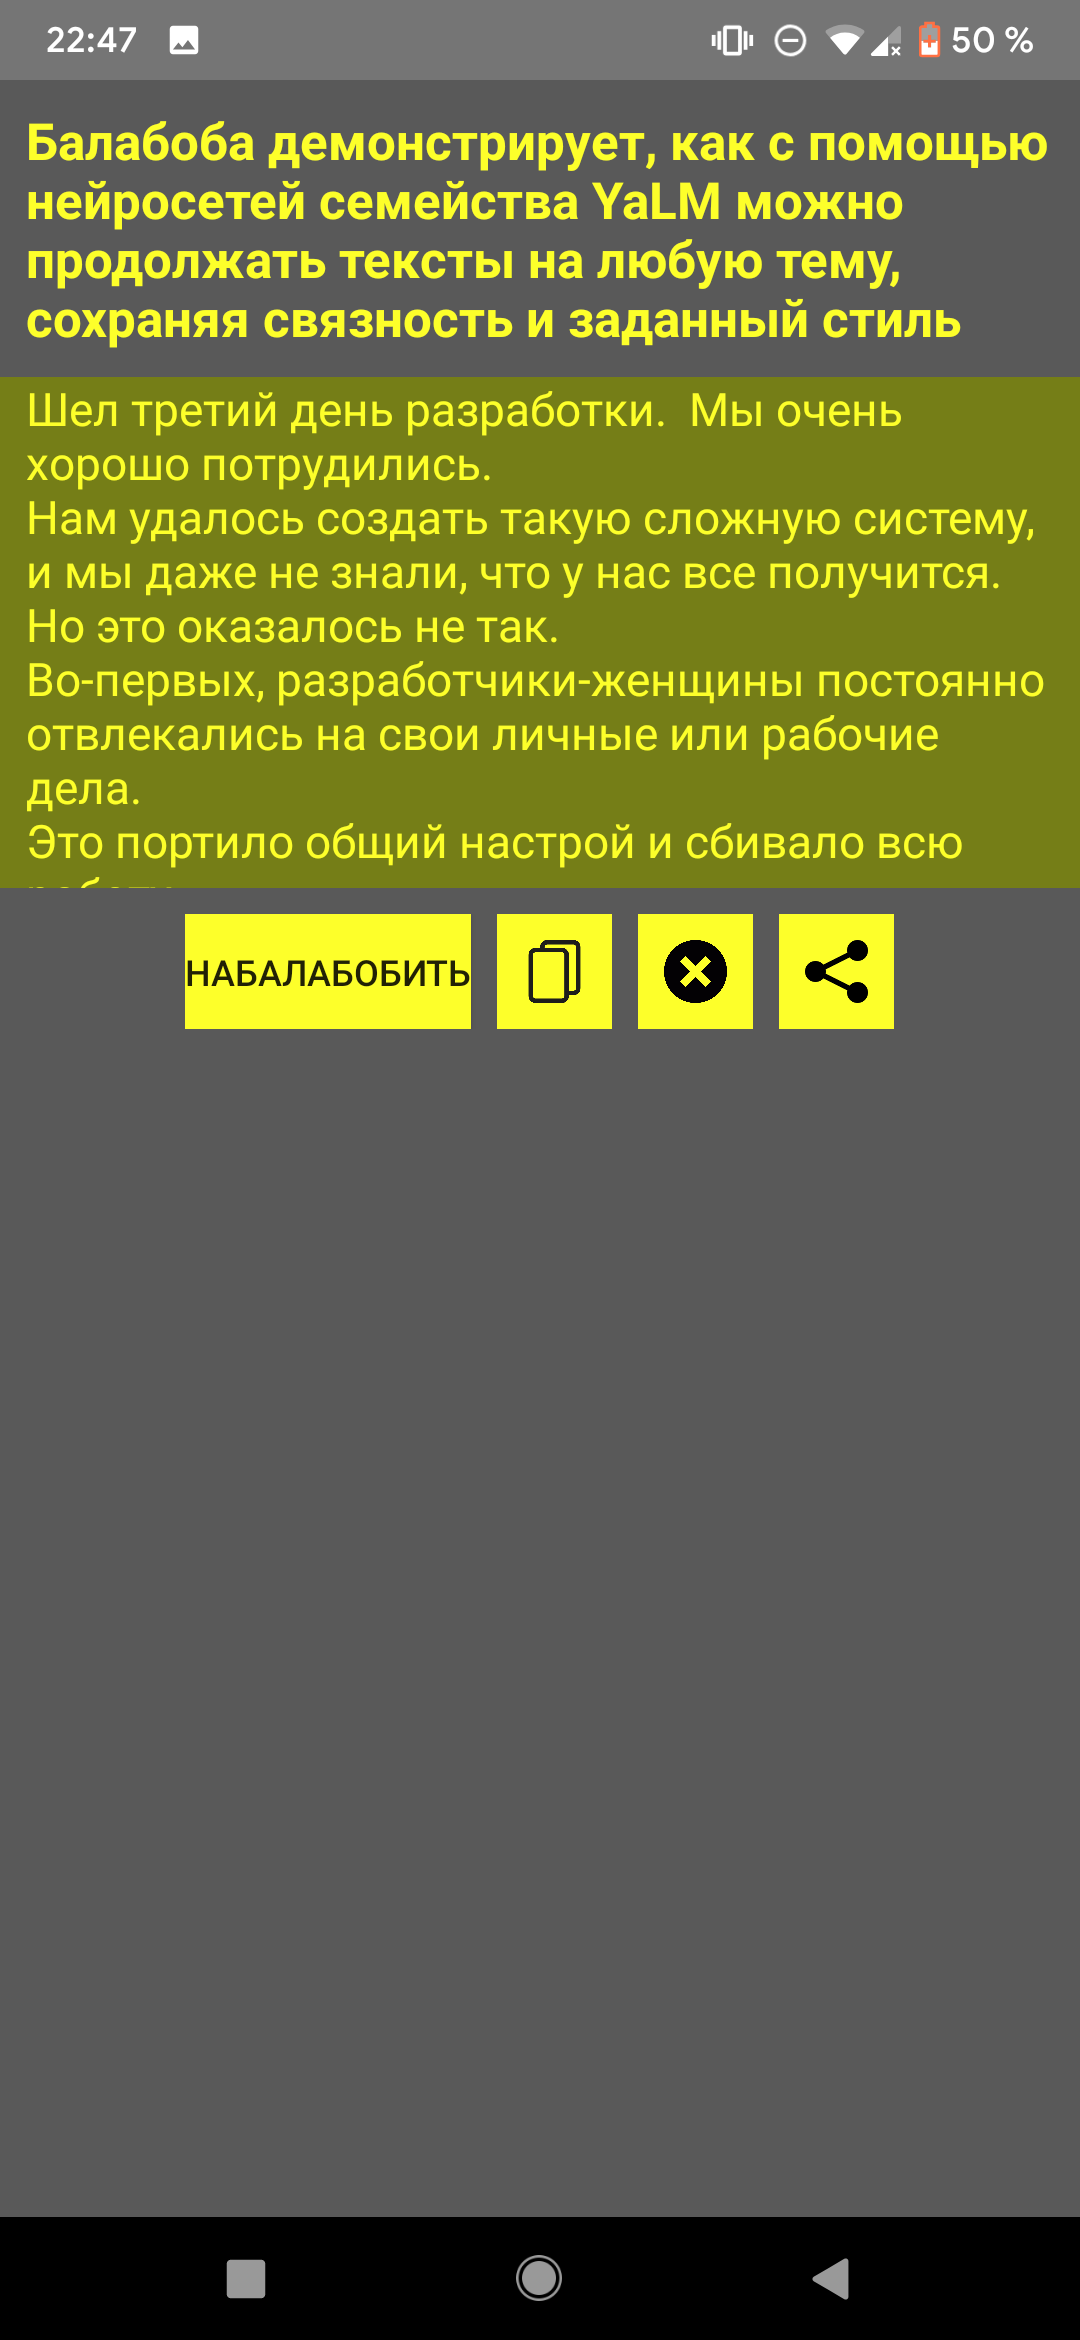 22:47
50 %
Балабоба демонстрирует, как с помощью
нейросетей семейства YaLM можно
продолжать тексты на любую тему,
сохраняя связность и заданный стиль
Шел третий день разработки.  Мы очень
хорошо потрудились.
Нам удалось создать такую сложную систему,
и мы даже не знали, что у нас все получится.
Но это оказалось не так.
Во-первых, разработчики-женщины постоянно
отвлекались на свои личные или рабочие
дела.
Это портило общий настрой и сбивало всю
НАБАЛАБОБИТЬ